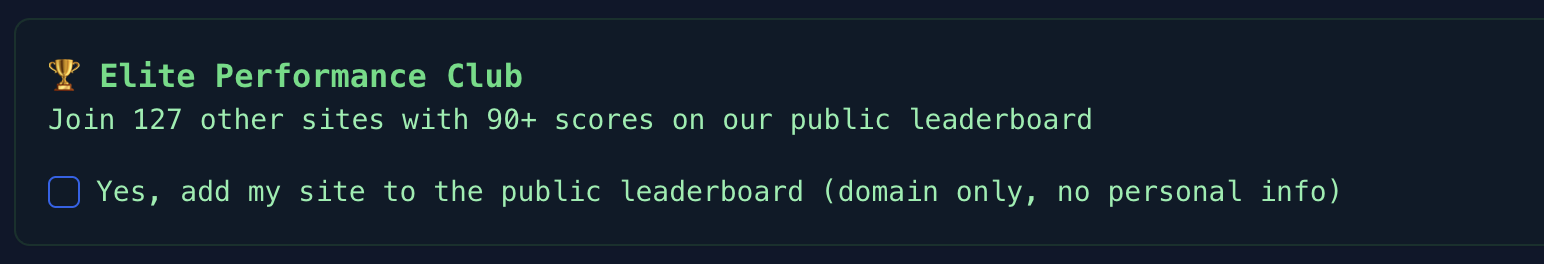 🏆 Elite Performance Club
Join 127 other sites with 90+ scores on our public leaderboard
Yes, add my site to the public leaderboard (domain only, no personal info)